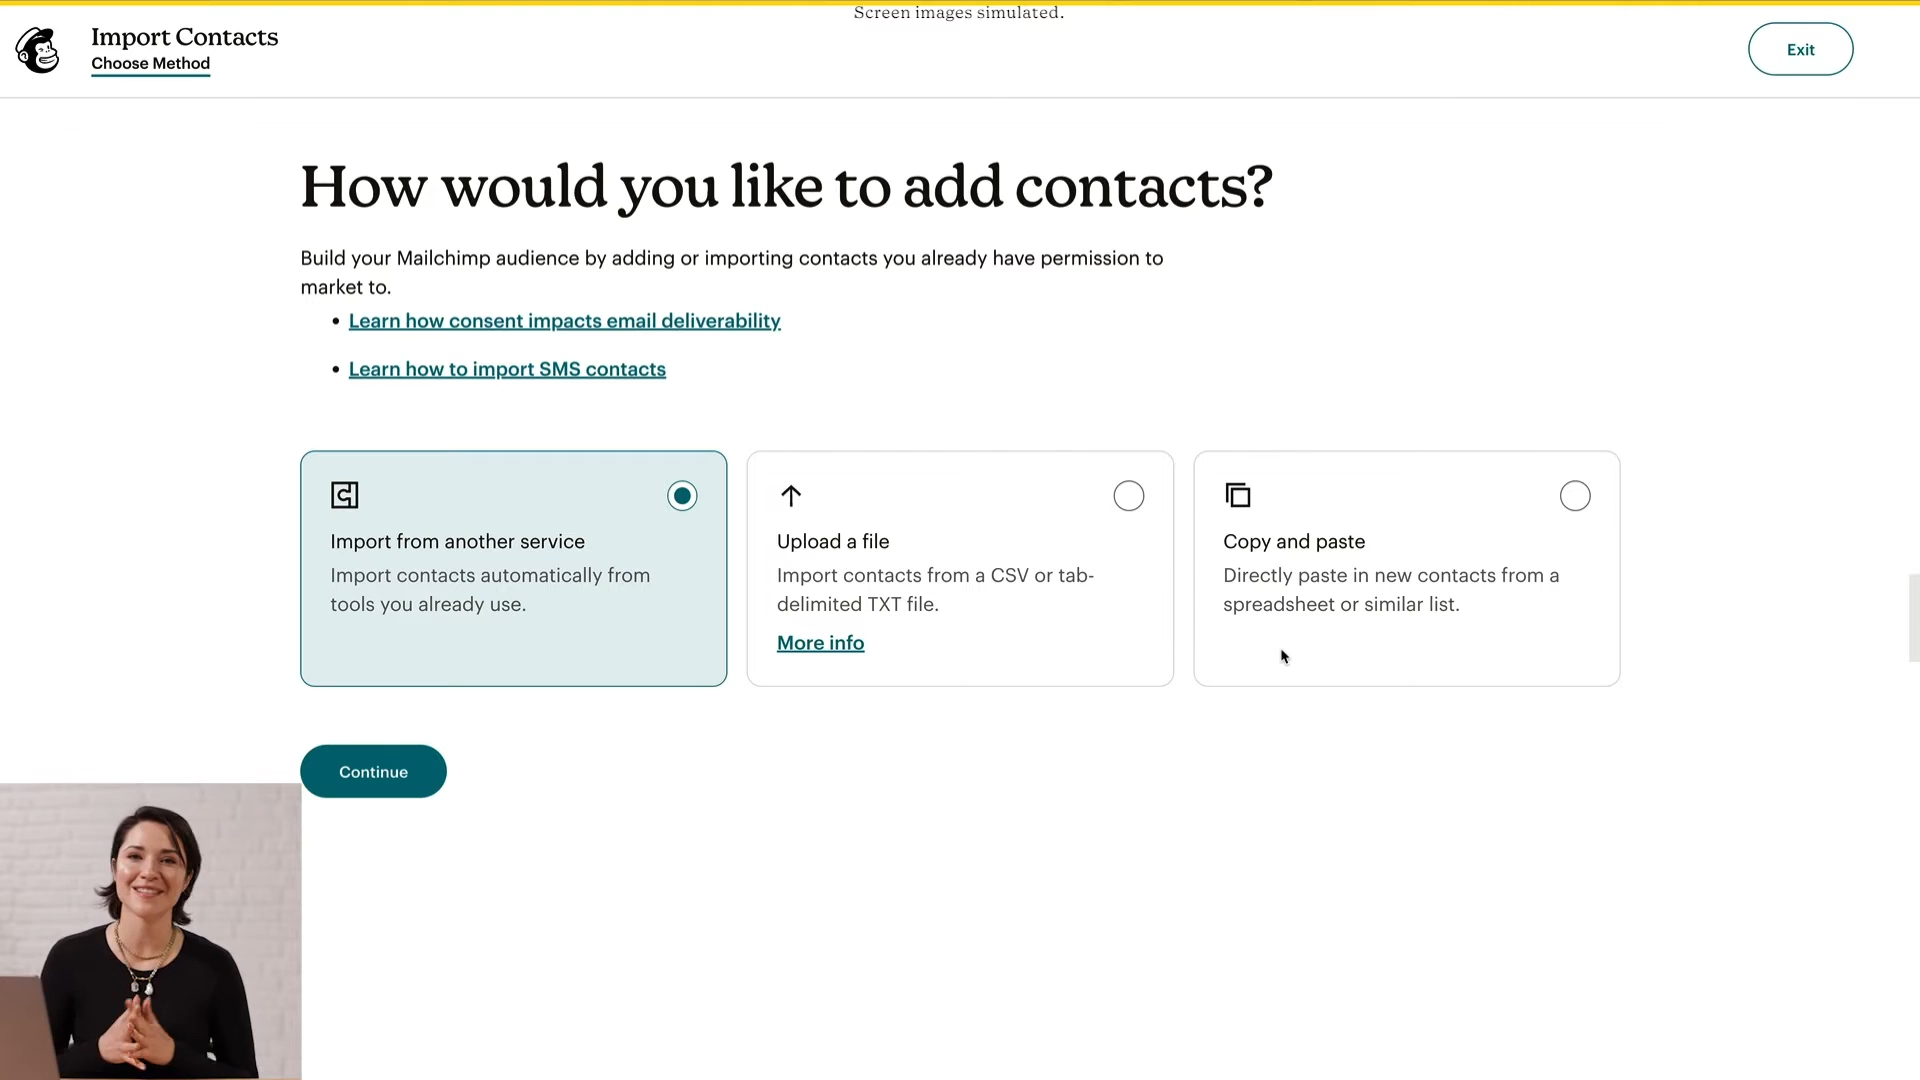 Screen images simulated.
Import Contacts
Choose Method
Exit
How would you like to add contacts?
Build your Mailchimp audience by adding or importing contacts you already have permission to
market to.
• Learn how consent impacts email deliverability
• Learn how to import SMS contacts
Import from another service
Import contacts automatically from
tools you already use.
Upload a file
Import contacts from a CSV or tab-
delimited TXT file.
More info
Copy and paste
Directly paste in new contacts from a
spreadsheet or similar list.
Continue